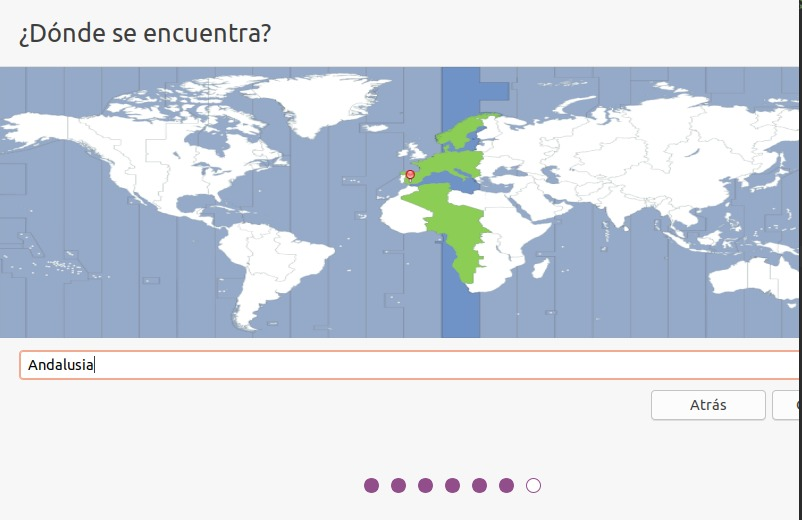 ¿Dónde se encuentra?
Andalusia
Atrás